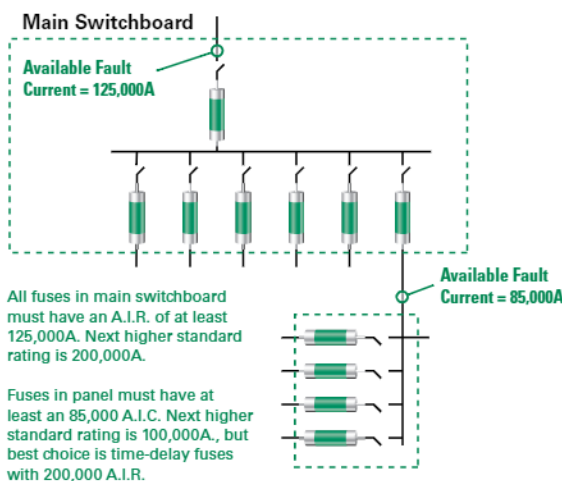 Main Switchboard
Available Fault
Current = 125,000A
Available Fault
Current = 85,000A
All fuses in main switchboard
must have an A.I.R. of at least
125,000A. Next higher standard
rating is 200,000A.
Fuses in panel must have at
least an 85,000 A.I.C. Next higher
standard rating is 100,000A., but
best choice is time-delay fuses
with 200,000 A.I.R.